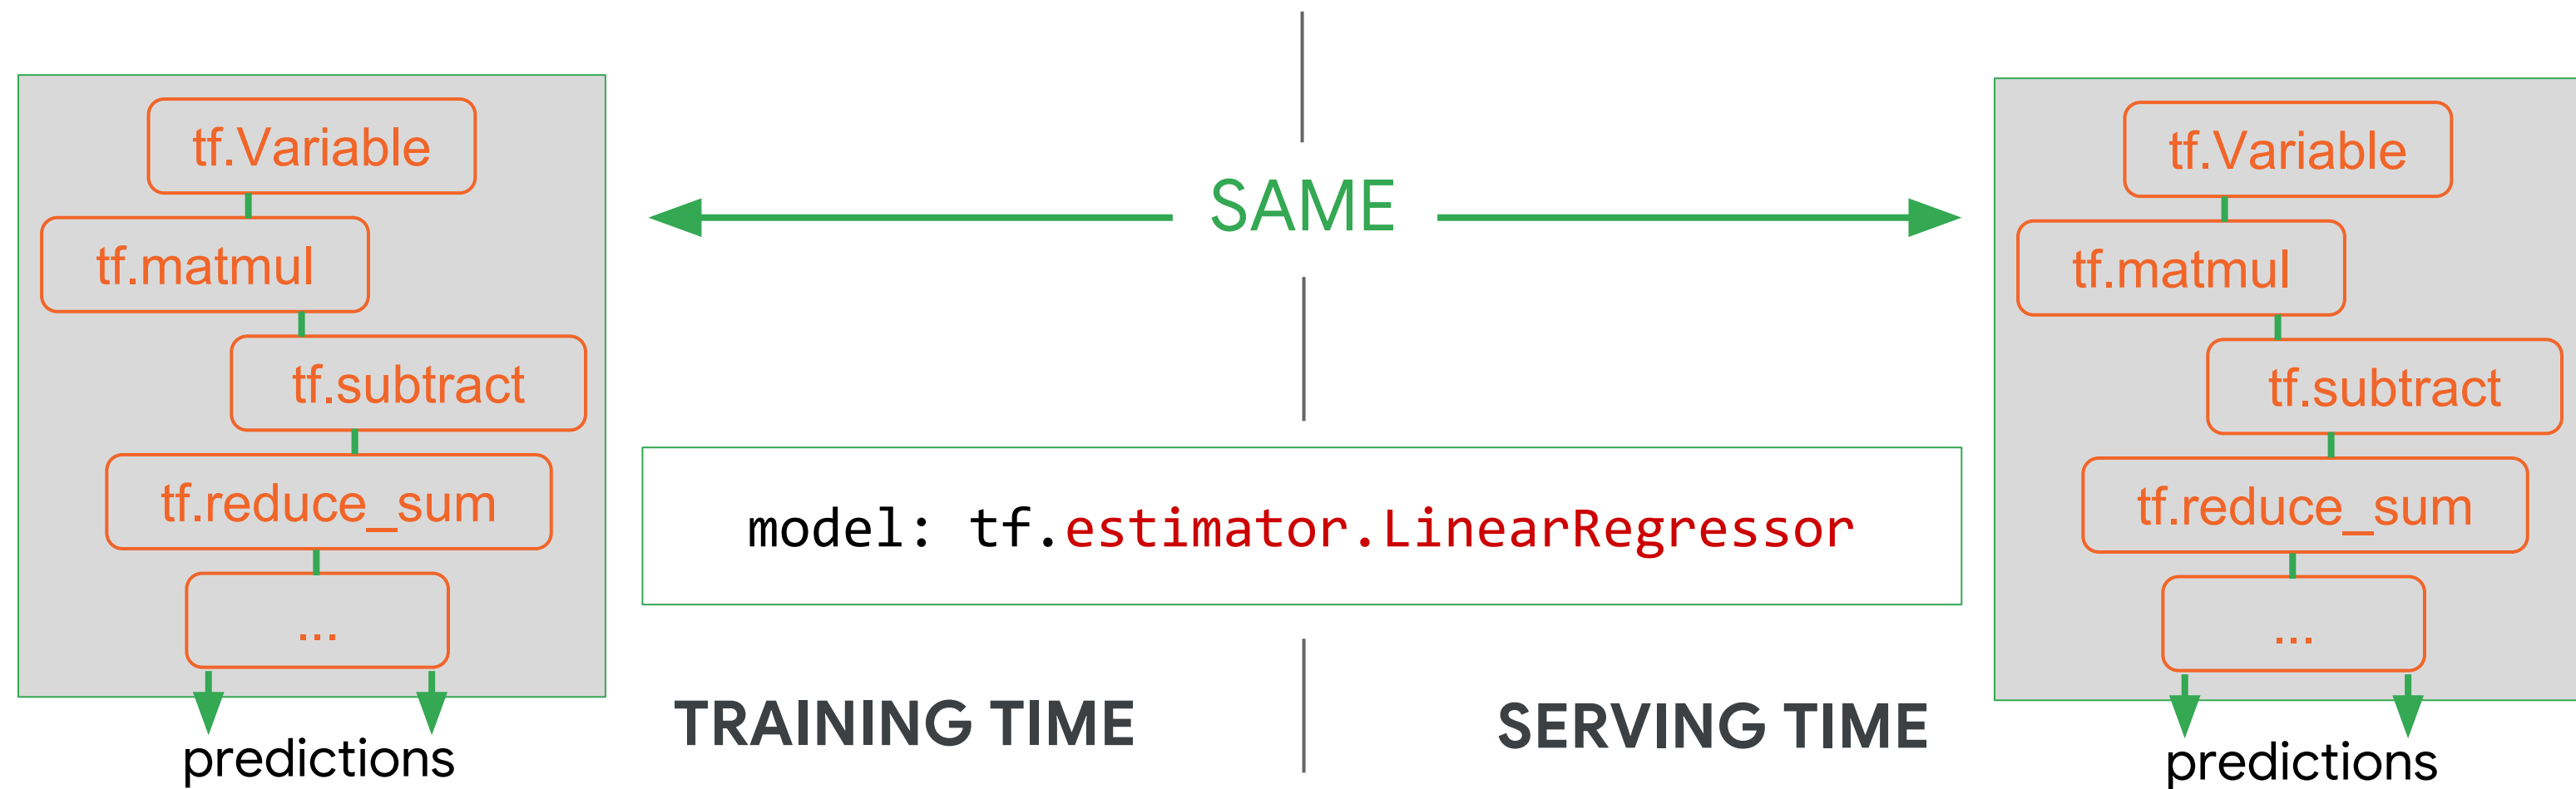 tf.Variable
tf.matmul
tf.subtract
tf.reduce_sum
...
predictions
SAME
model: tf.estimator.LinearRegressor
TRAINING TIME
SERVING TIME
tf.Variable
tf.matmul
tf.subtract
tf.reduce_sum
...
predictions